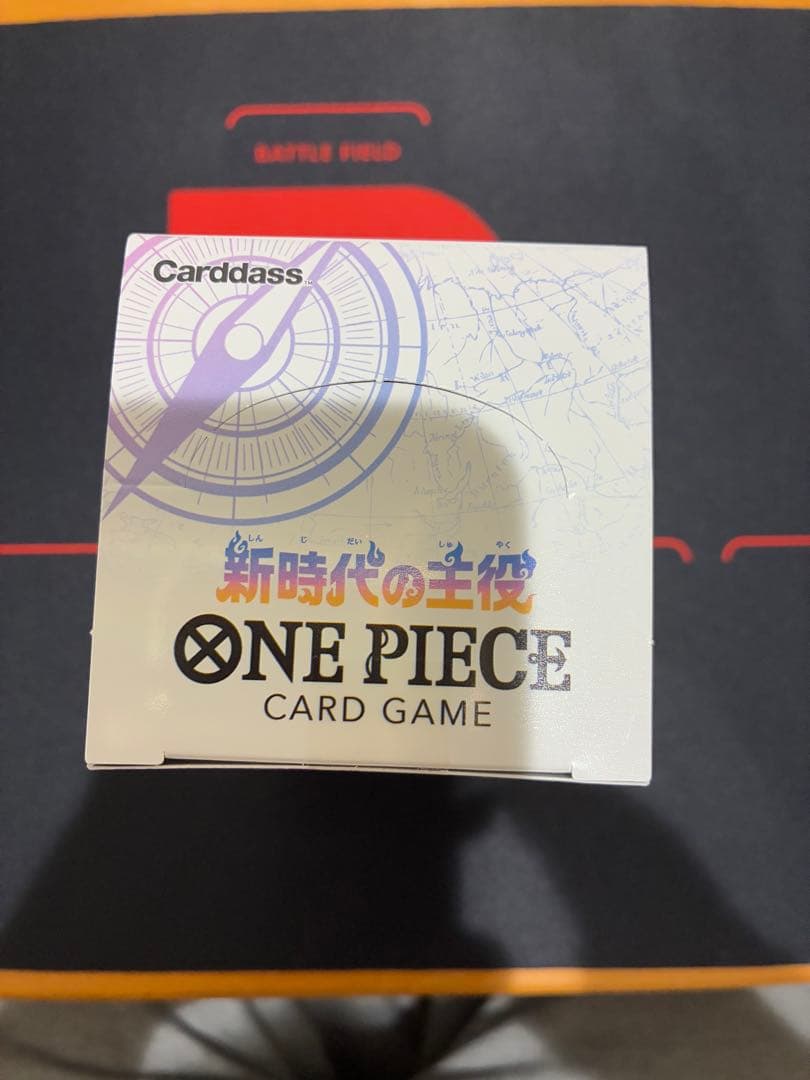 BATTLE FIELD
Carddass™
しん じ だい しゅ やく
新時代の主役
ONE PIECE
CARD GAME